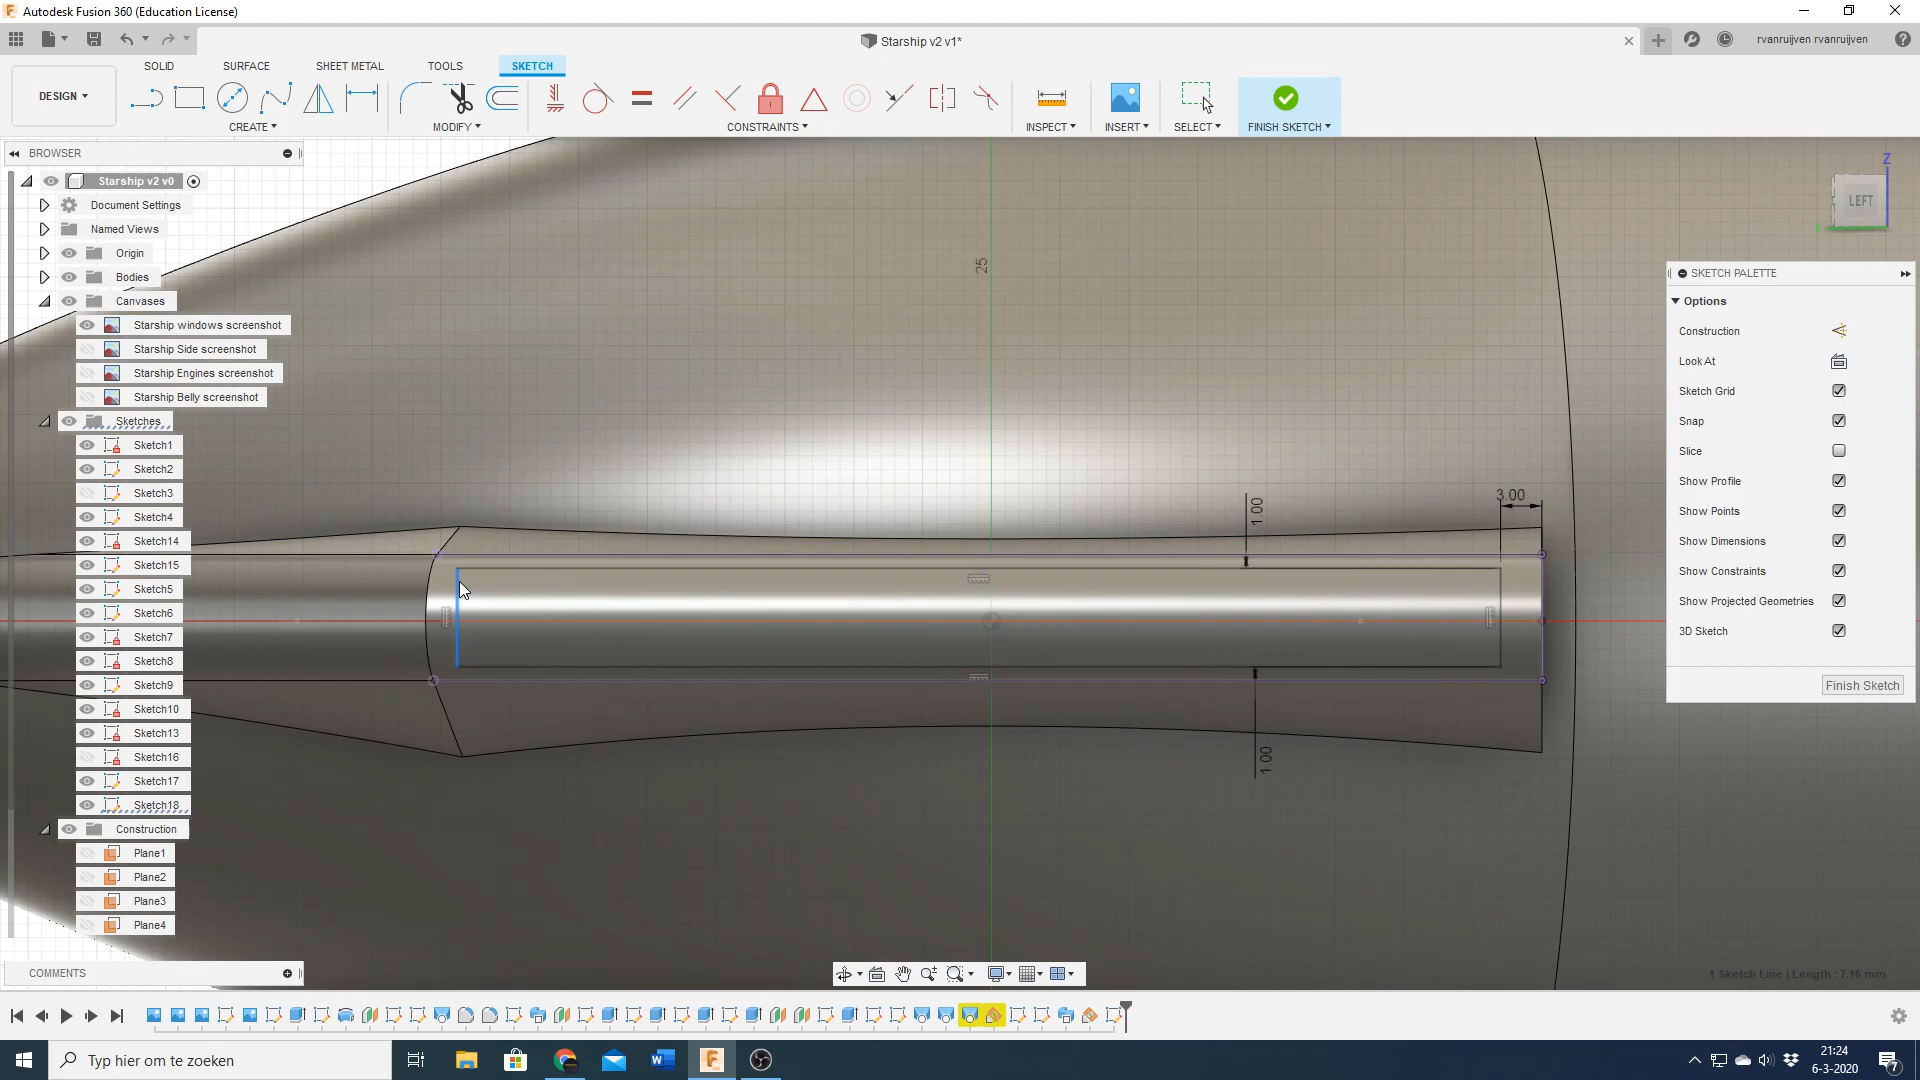 Autodesk Fusion 360 (Education License)
Starship v2 v1*
rvanruijven rvanruijven
DESIGN
SOLID
SURFACE
SHEET METAL
TOOLS
SKETCH
CREATE
MODIFY
CONSTRAINTS
INSPECT
INSERT
SELECT
FINISH SKETCH
BROWSER
Starship v2 v0
Document Settings
Named Views
Origin
Bodies
Canvases
Starship windows screenshot
Starship Side screenshot
Starship Engines screenshot
Starship Belly screenshot
Sketches
Sketch1
Sketch2
Sketch3
Sketch4
Sketch14
Sketch15
Sketch5
Sketch6
Sketch7
Sketch8
Sketch9
Sketch10
Sketch13
Sketch16
Sketch17
Sketch18
Construction
Plane1
Plane2
Plane3
Plane4
COMMENTS
25
3.00
1.00
1.00
Z
LEFT
SKETCH PALETTE
Options
Construction
Look At
Sketch Grid
Snap
Slice
Show Profile
Show Points
Show Dimensions
Show Constraints
Show Projected Geometries
3D Sketch
Finish Sketch
1 Sketch Line | Length : 7.16 mm
Typ hier om te zoeken
21:24
6-3-2020
7